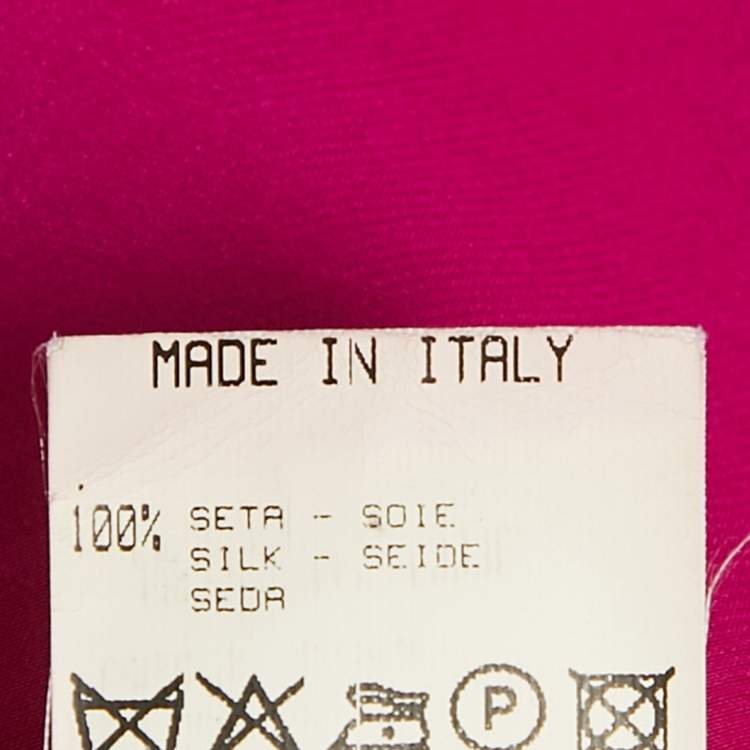 MADE IN ITALY
100% SETA - SOIE
SILK - SEIDE
SEDA
P